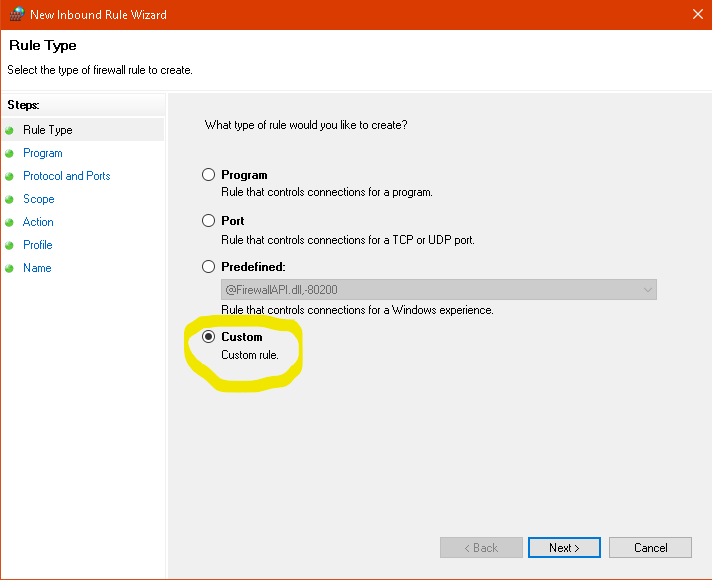 New Inbound Rule Wizard
Rule Type
Select the type of firewall rule to create.
Steps:
Rule Type
Program
Protocol and Ports
Scope
Action
Profile
Name
What type of rule would you like to create?
Program
Rule that controls connections for a program.
Port
Rule that controls connections for a TCP or UDP port.
Predefined:
@FirewallAPI.dll,-80200
Rule that controls connections for a Windows experience.
Custom
Custom rule.
< Back
Next >
Cancel